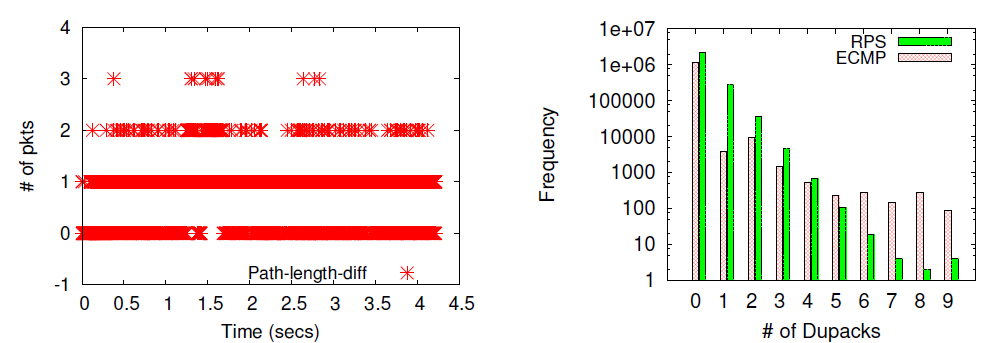 4
3
2
1
0
-1
# of pkts
Path-length-diff
0 0.5 1 1.5 2 2.5 3 3.5 4 4.5
Time (secs)
1e+07
1e+06
100000
10000
1000
100
10
1
Frequency
RPS
ECMP
0 1 2 3 4 5 6 7 8 9
# of Dupacks